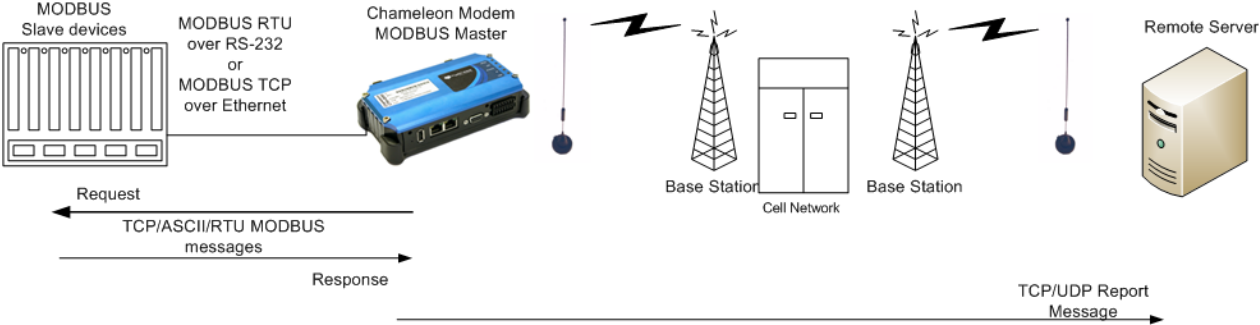 MODBUS
Slave devices
MODBUS RTU
over RS-232
or
MODBUS TCP
over Ethernet
Chameleon Modem
MODBUS Master
Remote Server
Base Station
Cell Network
Base Station
Request
TCP/ASCII/RTU MODBUS
messages
Response
TCP/UDP Report
Message